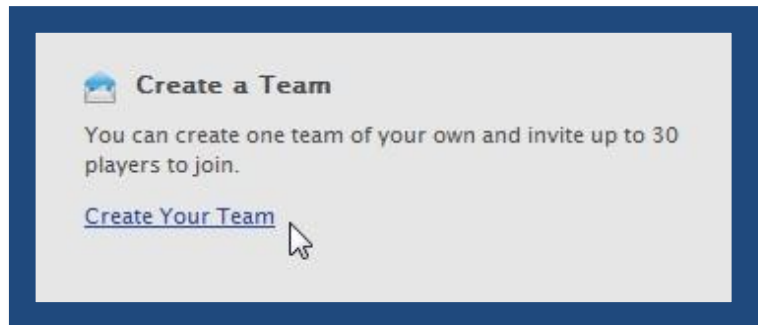 Create a Team
You can create one team of your own and invite up to 30
players to join.
Create Your Team